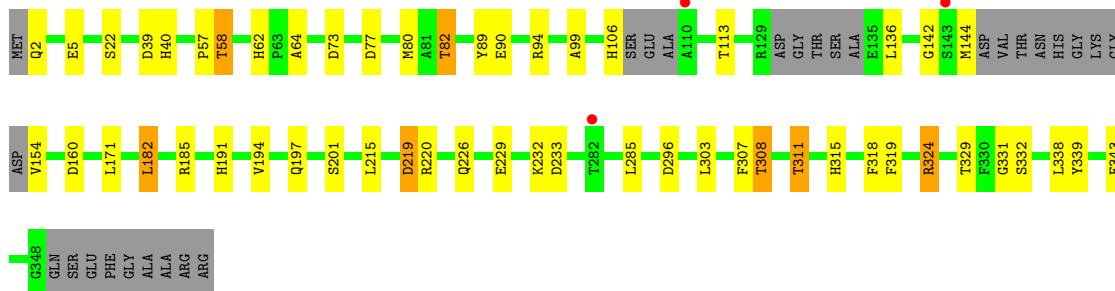 MET Q2 E5 S22 D39 H40 P57 T58 H62 P63 A64 D73 D77 M80 A81 T82 Y89 E90 R94 A99 H106 SER GLU ALA A110 T113 R129 ASP GLY THR SER ALA E135 L136 G142 S143 M144 ASP VAL THR ASN HIS GLY LYS GLY
ASP V154 D160 L171 L182 R185 H191 V194 Q197 S201 L215 D219 R220 Q226 E229 K232 D233 T282 L285 D296 L303 F307 T308 T311 H315 F318 F319 R324 T329 F330 G331 S332 L338 Y339
G348 GLN SER GLU PHE GLY ALA ALA ARG ARG